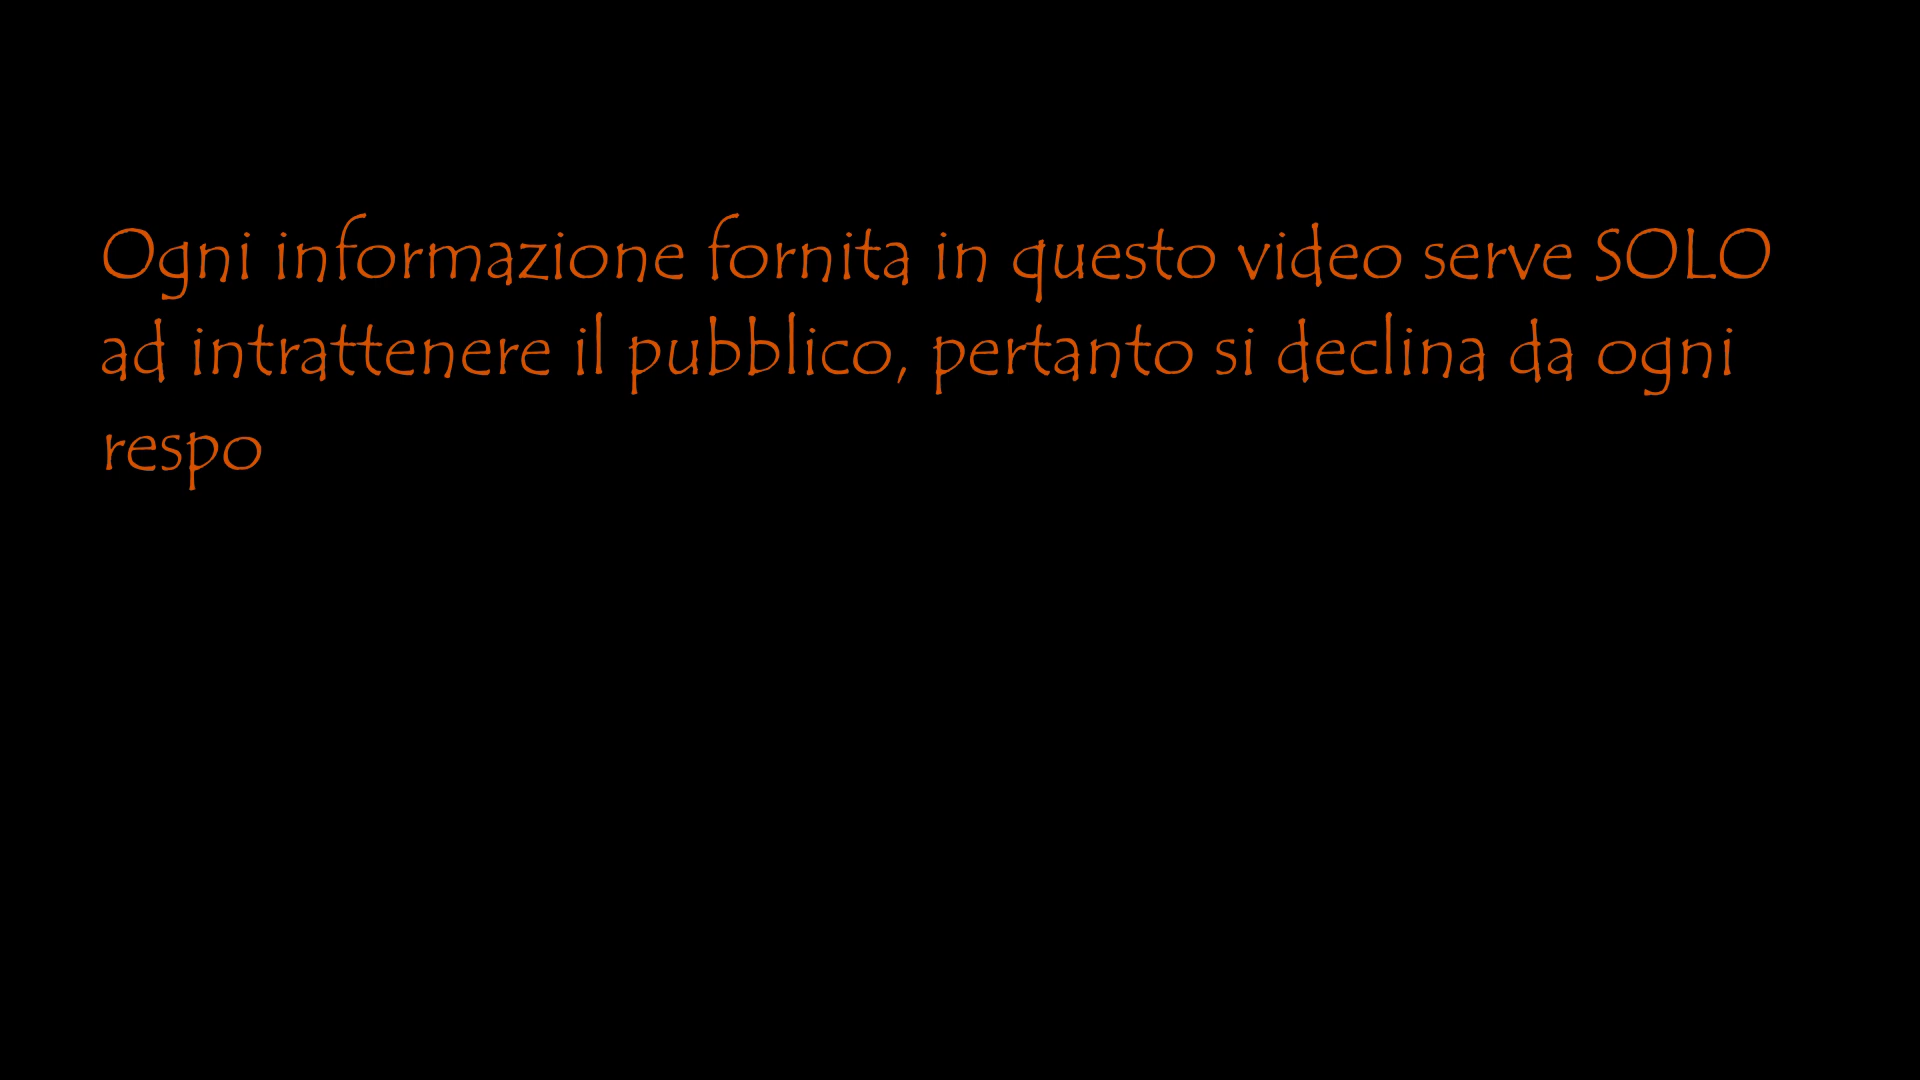 Ogni informazione fornita in questo video serve SOLO
ad intrattenere il pubblico, pertanto si declina da ogni
respo